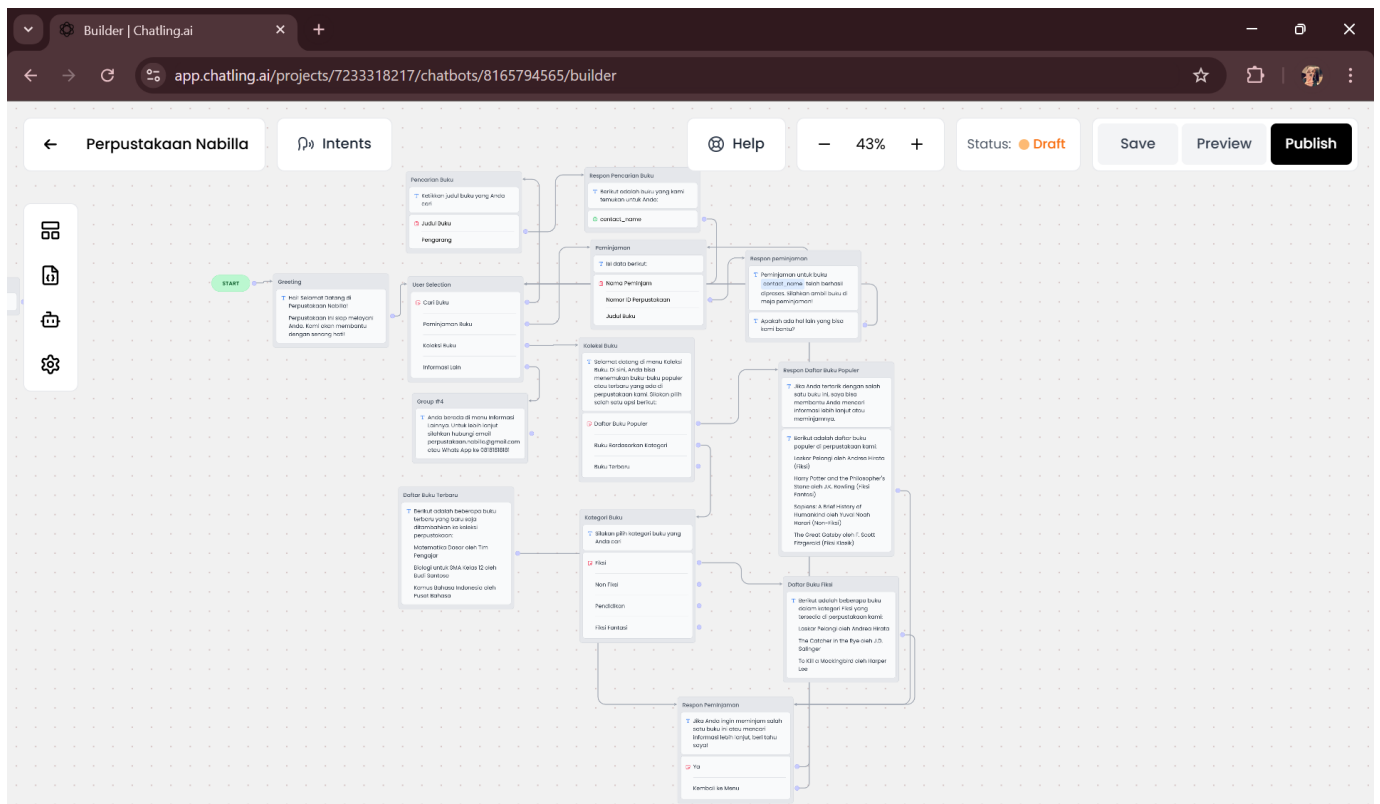 Builder | Chatling.ai
app.chatling.ai/projects/7233318217/chatbots/8165794565/builder
Perpustakaan Nabilla
Intents
Help
43%
Status: Draft
Save
Preview
Publish
Pencarian Buku
Ketikkan judul buku yang Anda
cari
Judul Buku
Pengarang
Respon Pencarian Buku
Berikut adalah buku yang kami
temukan untuk Anda:
contact_name
START
Greeting
Hai! Selamat Datang di
Perpustakaan Nabilla!
Perpustakaan ini siap melayani
Anda. Kami akan membantu
dengan senang hati!
User Selection
Cari Buku
Peminjaman Buku
Koleksi Buku
Informasi Lain
Peminjaman
Isi data berikut:
Nama Peminjam
Nomor ID Perpustakaan
Judul Buku
Respon peminjaman
Peminjaman untuk buku
contact_name telah berhasil
diproses. Silahkan ambil buku di
meja peminjaman!
Apakah ada hal lain yang bisa
kami bantu?
Group #4
Anda berada di menu Informasi
Lainnya. Untuk lebih lanjut
silahkan hubungi email
perpustakaan.nabilla@gmail.com
atau Whats App ke 08181818181
Koleksi Buku
Selamat datang di menu Koleksi
Buku. Di sini, Anda bisa
menemukan buku-buku populer
atau terbaru yang ada di
perpustakaan kami. Silakan pilih
salah satu opsi berikut:
Daftar Buku Populer
Buku Berdasarkan Kategori
Buku Terbaru
Respon Daftar Buku Populer
Jika Anda tertarik dengan salah
satu buku ini, saya bisa
membantu Anda mencari
informasi lebih lanjut atau
meminjamnya.
Berikut adalah daftar buku
populer di perpustakaan kami:
Laskar Pelangi oleh Andrea Hirata
(Fiksi)
Harry Potter and the Philosopher's
Stone oleh J.K. Rowling (Fiksi
Fantasi)
Sapiens: A Brief History of
Humankind oleh Yuval Noah
Harari (Non-Fiksi)
The Great Gatsby oleh F. Scott
Fitzgerald (Fiksi Klasik)
Daftar Buku Terbaru
Berikut adalah beberapa buku
terbaru yang baru saja
ditambahkan ke koleksi
perpustakaan:
Matematika Dasar oleh Tim
Pengajar
Biologi untuk SMA Kelas 12 oleh
Budi Santoso
Kamus Bahasa Indonesia oleh
Pusat Bahasa
Kategori Buku
Silakan pilih kategori buku yang
Anda cari
Fiksi
Non Fiksi
Pendidikan
Fiksi Fantasi
Daftar Buku Fiksi
Berikut adalah beberapa buku
dalam kategori Fiksi yang
tersedia di perpustakaan kami:
Laskar Pelangi oleh Andrea Hirata
The Catcher in the Rye oleh J.D.
Salinger
To Kill a Mockingbird oleh Harper
Lee
Respon Peminjaman
Jika Anda ingin meminjam salah
satu buku ini atau mencari
informasi lebih lanjut, beri tahu
saya!
Ya
Kembali ke Menu